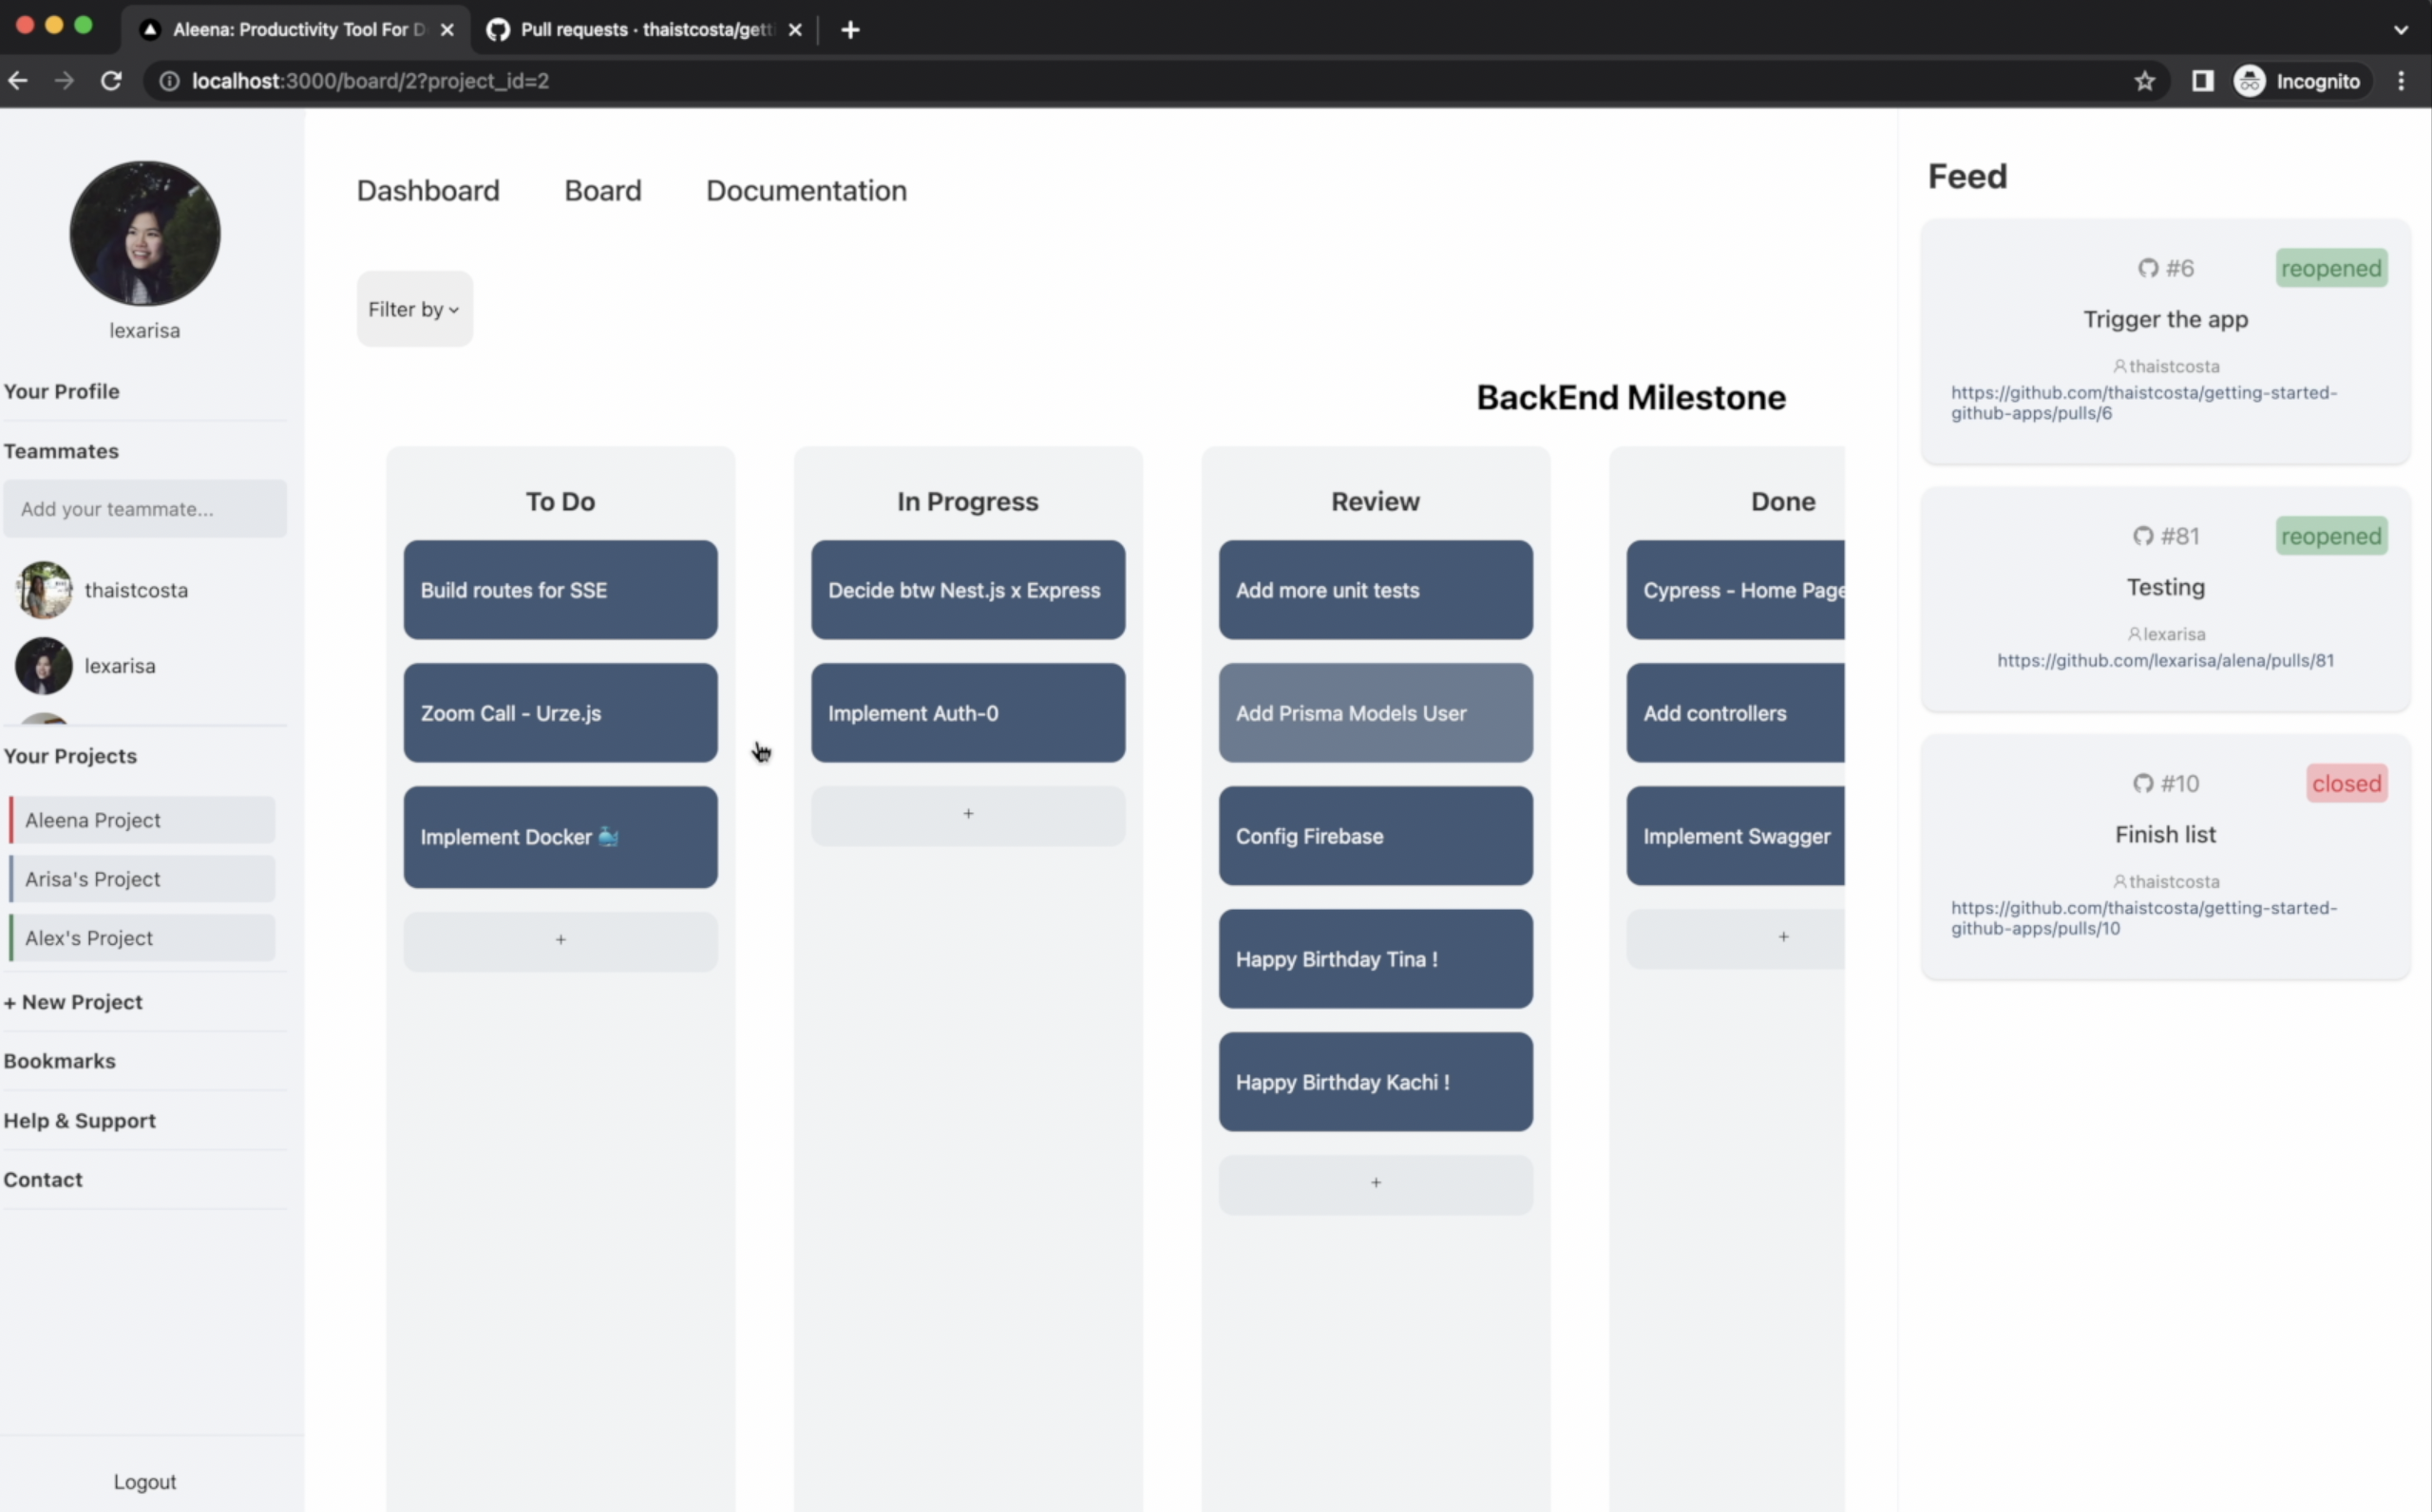 Aleena: Productivity Tool For D
Pull requests · thaistcosta/gett
localhost:3000/board/2?project_id=2
Incognito
lexarisa
Your Profile
Teammates
Add your teammate...
thaistcosta
lexarisa
Your Projects
Aleena Project
Arisa's Project
Alex's Project
+ New Project
Bookmarks
Help & Support
Contact
Logout
Dashboard Board Documentation
Filter by
BackEnd Milestone
To Do
Build routes for SSE
Zoom Call - Urze.js
Implement Docker 🐳
+
In Progress
Decide btw Nest.js x Express
Implement Auth-0
+
Review
Add more unit tests
Add Prisma Models User
Config Firebase
Happy Birthday Tina !
Happy Birthday Kachi !
+
Done
Cypress - Home Page
Add controllers
Implement Swagger
+
Feed
#6 reopened
Trigger the app
thaistcosta
https://github.com/thaistcosta/getting-started-
github-apps/pulls/6
#81 reopened
Testing
lexarisa
https://github.com/lexarisa/alena/pulls/81
#10 closed
Finish list
thaistcosta
https://github.com/thaistcosta/getting-started-
github-apps/pulls/10